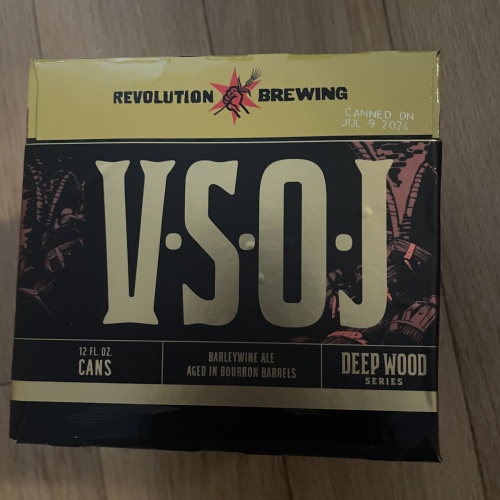 REVOLUTION BREWING
CANNED ON
JUL 9 2024
V·S·O·J
12 FL. OZ.
CANS
BARLEYWINE ALE
AGED IN BOURBON BARRELS
DEEP WOOD
SERIES